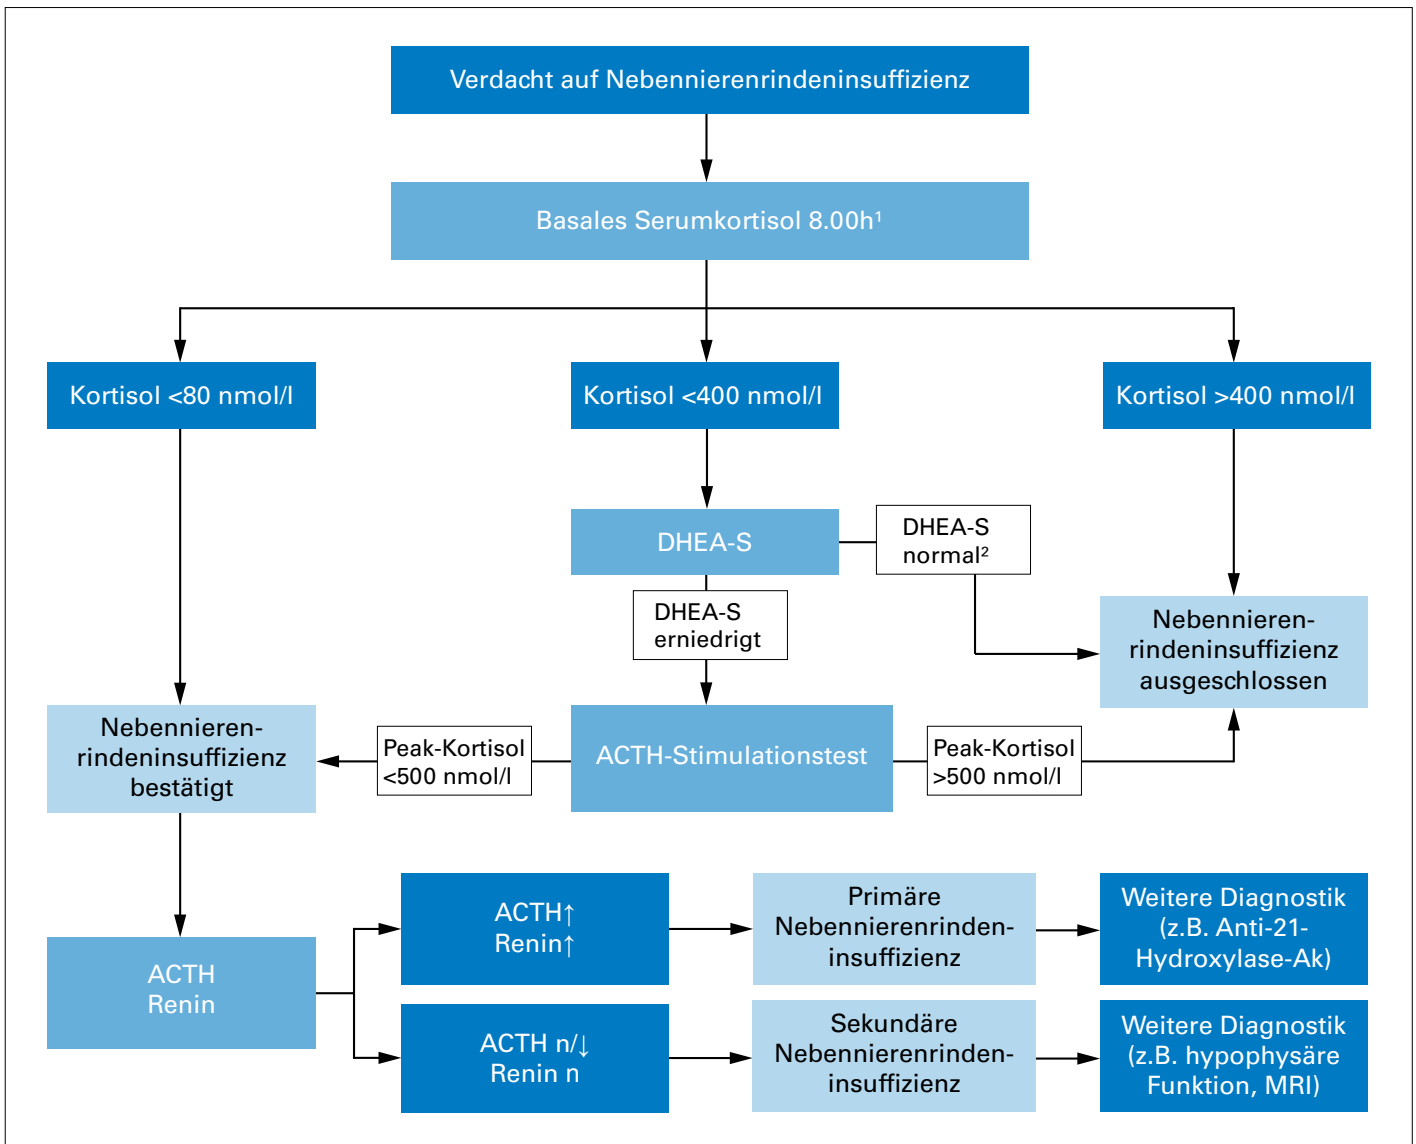 Verdacht auf Nebennierenrindeninsuffizienz
Basales Serumkortisol 8.00h¹
Kortisol <80 nmol/l
Kortisol <400 nmol/l
Kortisol >400 nmol/l
DHEA-S
DHEA-S
normal²
DHEA-S
erniedrigt
Nebennieren-
rindeninsuffizienz
ausgeschlossen
Nebennieren-
rindeninsuffizienz
bestätigt
Peak-Kortisol
<500 nmol/l
ACTH-Stimulationstest
Peak-Kortisol
>500 nmol/l
ACTH
Renin
ACTH↑
Renin↑
Primäre
Nebennierenrinden-
insuffizienz
Weitere Diagnostik
(z.B. Anti-21-
Hydroxylase-Ak)
ACTH n/↓
Renin n
Sekundäre
Nebennierenrinden-
insuffizienz
Weitere Diagnostik
(z.B. hypophysäre
Funktion, MRI)